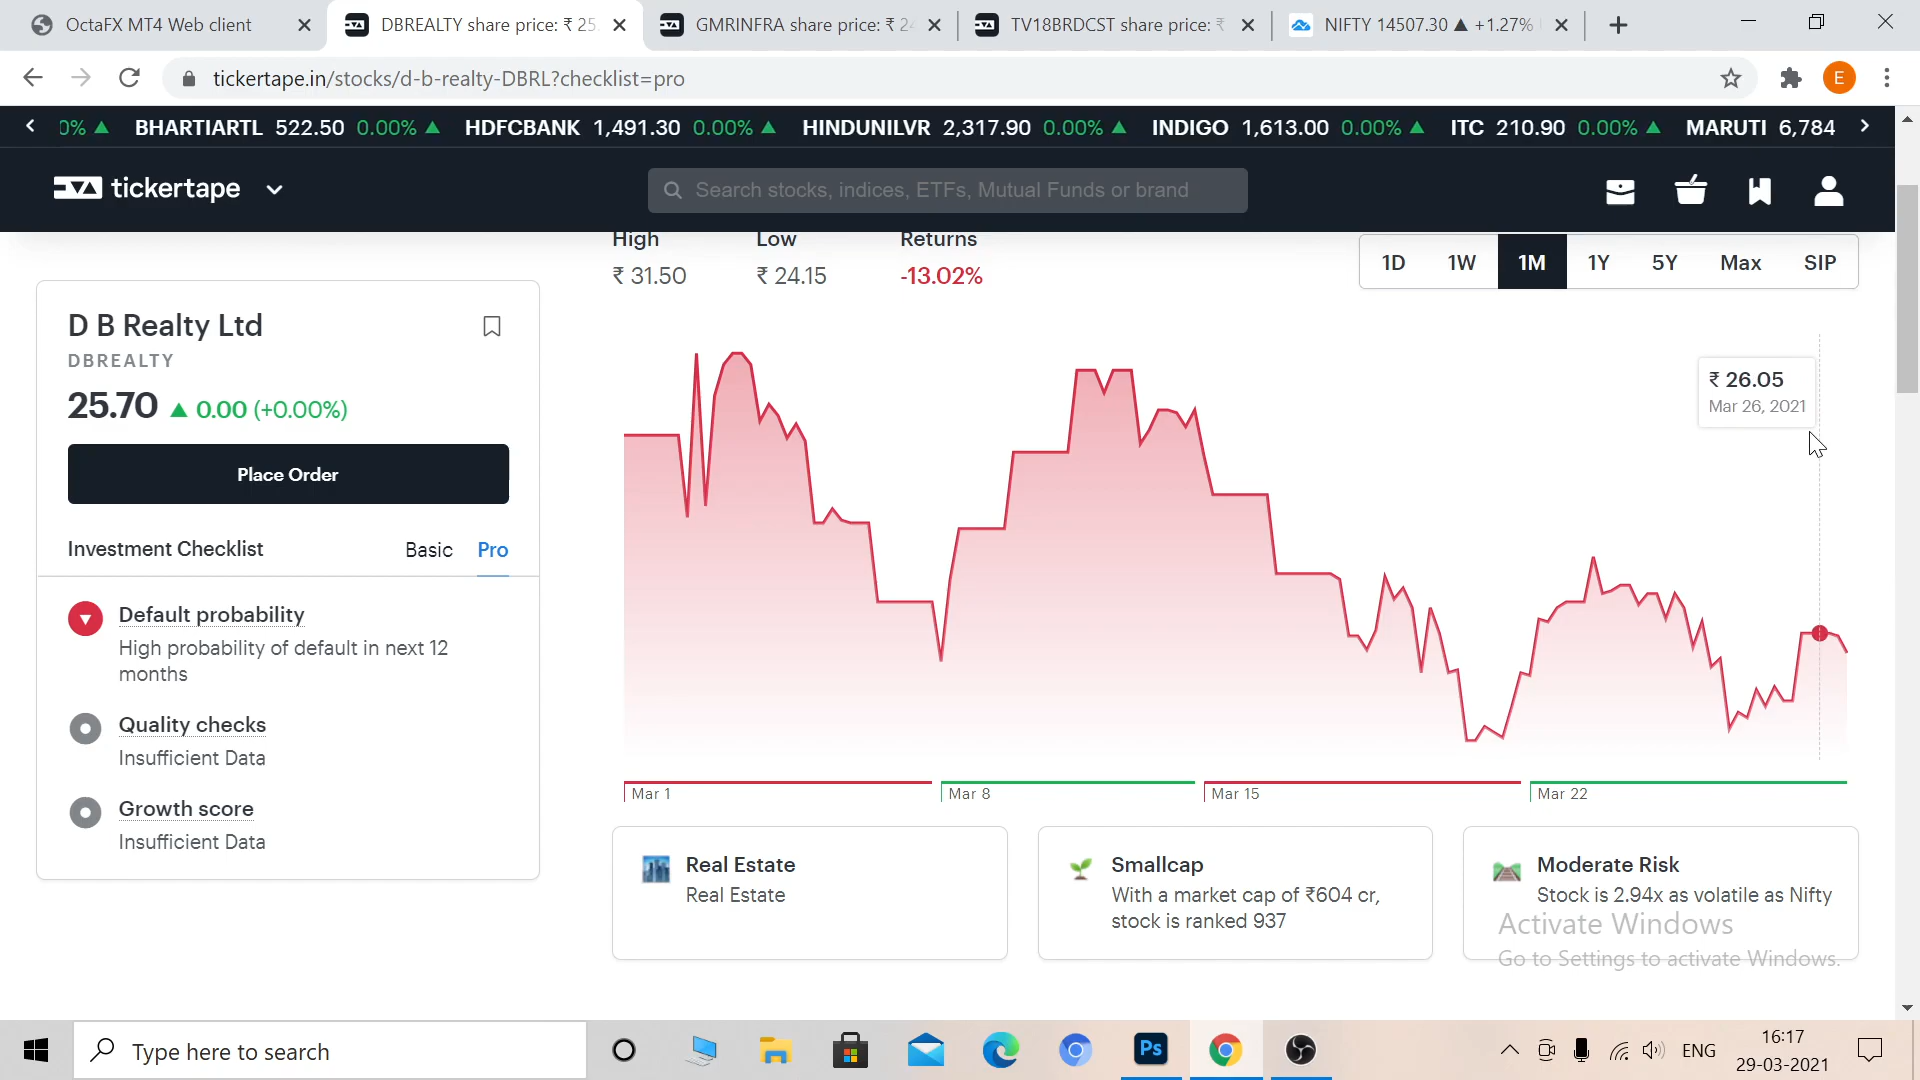 OctaFX MT4 Web client
DBREALTY share price: ₹ 25
GMRINFRA share price: ₹ 24
TV18BRDCST share price: ₹
NIFTY 14507.30 ▲ +1.27%
tickertape.in/stocks/d-b-realty-DBRL?checklist=pro
E
0% ▲ BHARTIARTL 522.50 0.00% ▲ HDFCBANK 1,491.30 0.00% ▲ HINDUNILVR 2,317.90 0.00% ▲ INDIGO 1,613.00 0.00% ▲ ITC 210.90 0.00% ▲ MARUTI 6,784
tickertape
Search stocks, indices, ETFs, Mutual Funds or brand
High Low Returns
₹ 31.50 ₹ 24.15 -13.02%
1D 1W 1M 1Y 5Y Max SIP
D B Realty Ltd
DBREALTY
25.70 ▲ 0.00 (+0.00%)
Place Order
Investment Checklist Basic Pro
Default probability
High probability of default in next 12
months
Quality checks
Insufficient Data
Growth score
Insufficient Data
₹ 26.05
Mar 26, 2021
Mar 1 Mar 8 Mar 15 Mar 22
Real Estate
Real Estate
Smallcap
With a market cap of ₹604 cr,
stock is ranked 937
Moderate Risk
Stock is 2.94x as volatile as Nifty
Activate Windows
Go to Settings to activate Windows.
Type here to search
Ps
ENG
16:17
29-03-2021